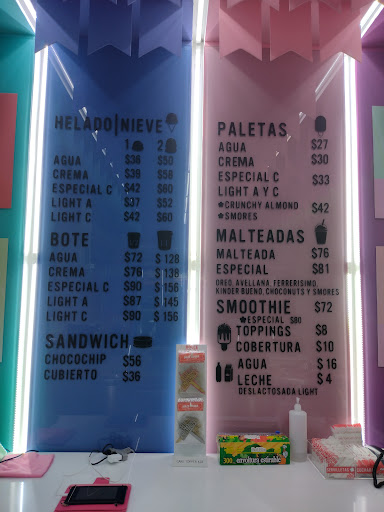 HELADO|NIEVE
1 2
AGUA $36 $50
CREMA $38 $56
ESPECIAL C $42 $60
LIGHT A $37 $52
LIGHT C $42 $60
BOTE
AGUA $72 $128
CREMA $76 $138
ESPECIAL C $90 $156
LIGHT A $87 $145
LIGHT C $90 $156
SANDWICH
CHOCOCHIP $56
CUBIERTO $36
PALETAS
AGUA $27
CREMA $30
ESPECIAL C $33
LIGHT A Y C
CRUNCHY ALMOND $42
SMORES
MALTEADAS
MALTEADA $76
ESPECIAL $81
OREO, AVELLANA, FERRERISIMO,
KINDER BUENO, CHOCONUTS Y SMORES
SMOOTHIE $72
ESPECIAL $80
TOPPINGS $8
COBERTURA $10
AGUA $16
LECHE $4
DESLACTOSADA LIGHT
300 envoltura estirable